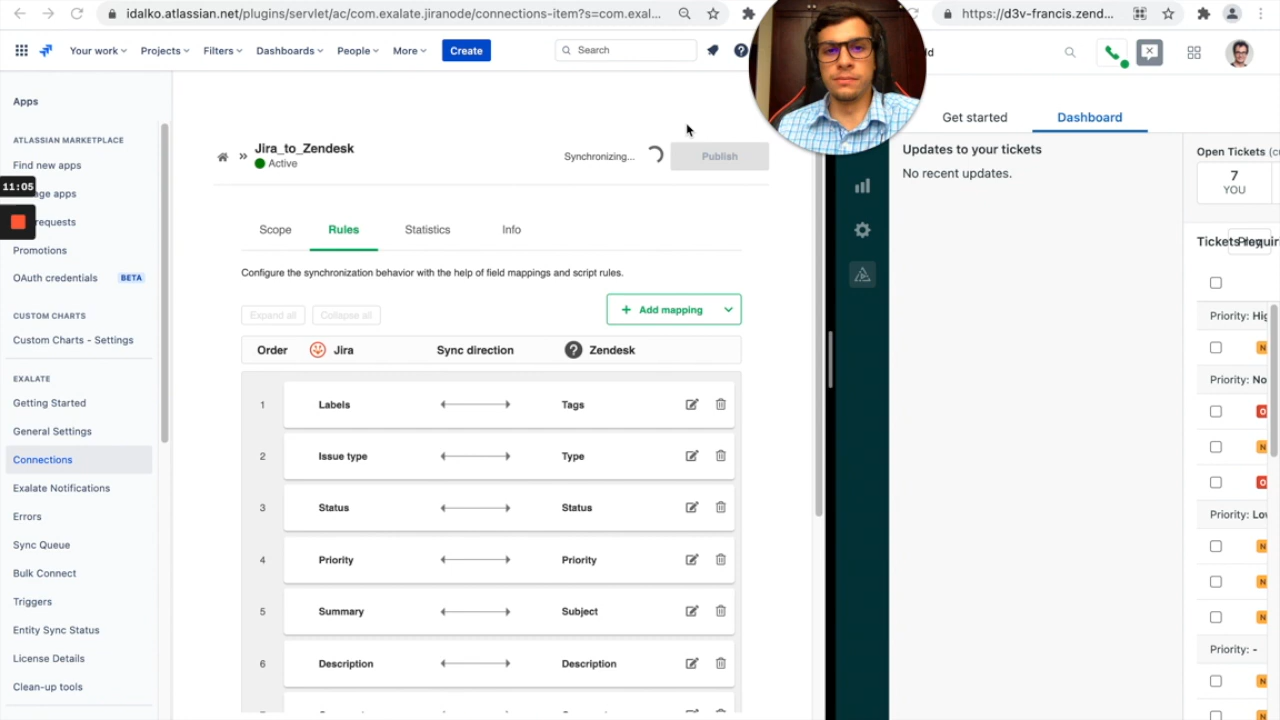 idalko.atlassian.net/plugins/servlet/ac/com.exalate.jiranode/connections-item?s=com.exal...
https://d3v-francis.zend...
Your work
Projects
Filters
Dashboards
People
More
Create
Search
Get started
Dashboard
Apps
ATLASSIAN MARKETPLACE
Find new apps
11:05
age apps
requests
Promotions
OAuth credentials
BETA
CUSTOM CHARTS
Custom Charts - Settings
EXALATE
Getting Started
General Settings
Connections
Exalate Notifications
Errors
Sync Queue
Bulk Connect
Triggers
Entity Sync Status
License Details
Clean-up tools
Jira_to_Zendesk
Active
Synchronizing...
Publish
Scope
Rules
Statistics
Info
Configure the synchronization behavior with the help of field mappings and script rules.
Expand all
Collapse all
+ Add mapping
Order
Jira
Sync direction
? Zendesk
1 Labels Tags
2 Issue type Type
3 Status Status
4 Priority Priority
5 Summary Subject
6 Description Description
Updates to your tickets
No recent updates.
Open Tickets (c
7
YOU
Tickets
Play
Priority: Hig
N
Priority: No
O
N
O
Priority: Lov
N
N
N
Priority: -
N
N